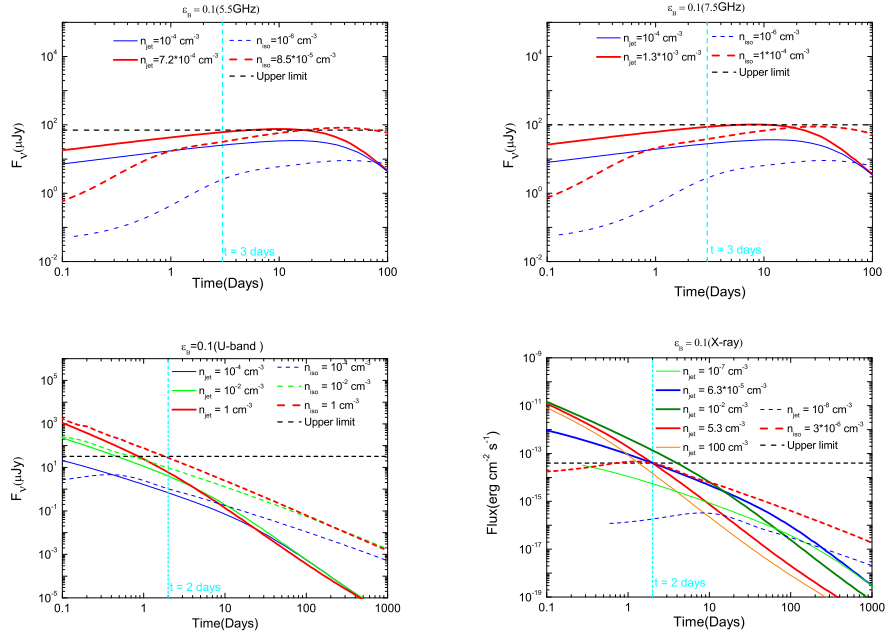 ε_B = 0.1(5.5GHz)
n_jet=10^-4 cm^-3
n_iso=10^-6 cm^-3
n_jet=7.2*10^-4 cm^-3
n_iso=8.5*10^-5 cm^-3
Upper limit
10^4
10^2
10^0
10^-2
F_ν(μJy)
t = 3 days
0.1 1 10 100
Time(Days)
ε_B = 0.1(7.5GHz)
n_jet=10^-4 cm^-3
n_iso=10^-6 cm^-3
n_jet=1.3*10^-3 cm^-3
n_iso=1*10^-4 cm^-3
Upper limit
10^4
10^2
10^0
10^-2
F_ν(μJy)
t = 3 days
0.1 1 10 100
Time(Days)
ε_B=0.1(U-band )
n_jet = 10^-4 cm^-3
n_jet = 10^-2 cm^-3
n_iso = 10^-2 cm^-3
n_jet = 1 cm^-3
n_iso = 1 cm^-3
Upper limit
10^5
10^3
10^1
10^-1
10^-3
10^-5
F_ν(μJy)
t = 2 days
0.1 1 10 100 1000
Time(Days)
ε_B = 0.1(X-ray)
n_jet = 10^-7 cm^-3
n_jet = 6.3*10^-5 cm^-3
n_jet = 10^-2 cm^-3
n_jet = 10^-8 cm^-3
n_jet = 5.3 cm^-3
n_iso = 3*10^-6 cm^-3
n_jet = 100 cm^-3
Upper limit
10^-9
10^-11
10^-13
10^-15
10^-17
10^-19
Flux(erg cm^-2 s^-1)
t = 2 days
0.1 1 10 100 1000
Time(Days)